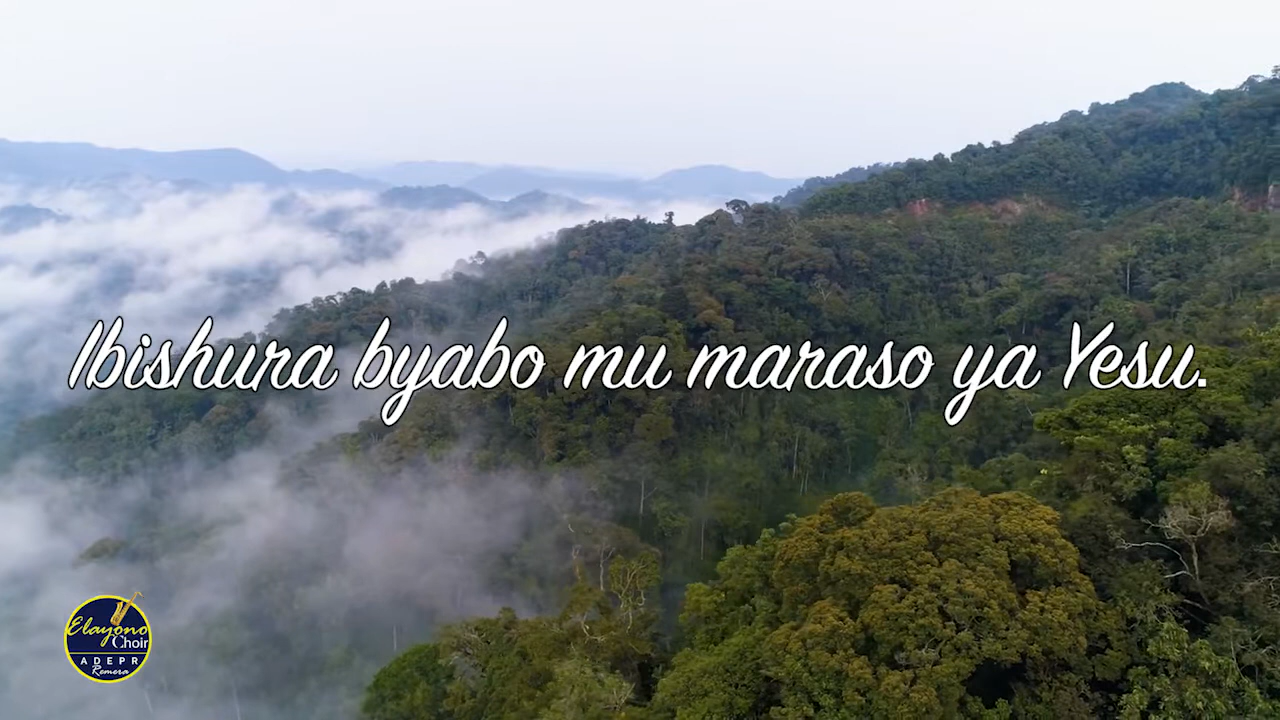 Ibishura byabo mu maraso ya Yesu.
Elayono
Choir
ADEPR
Remera